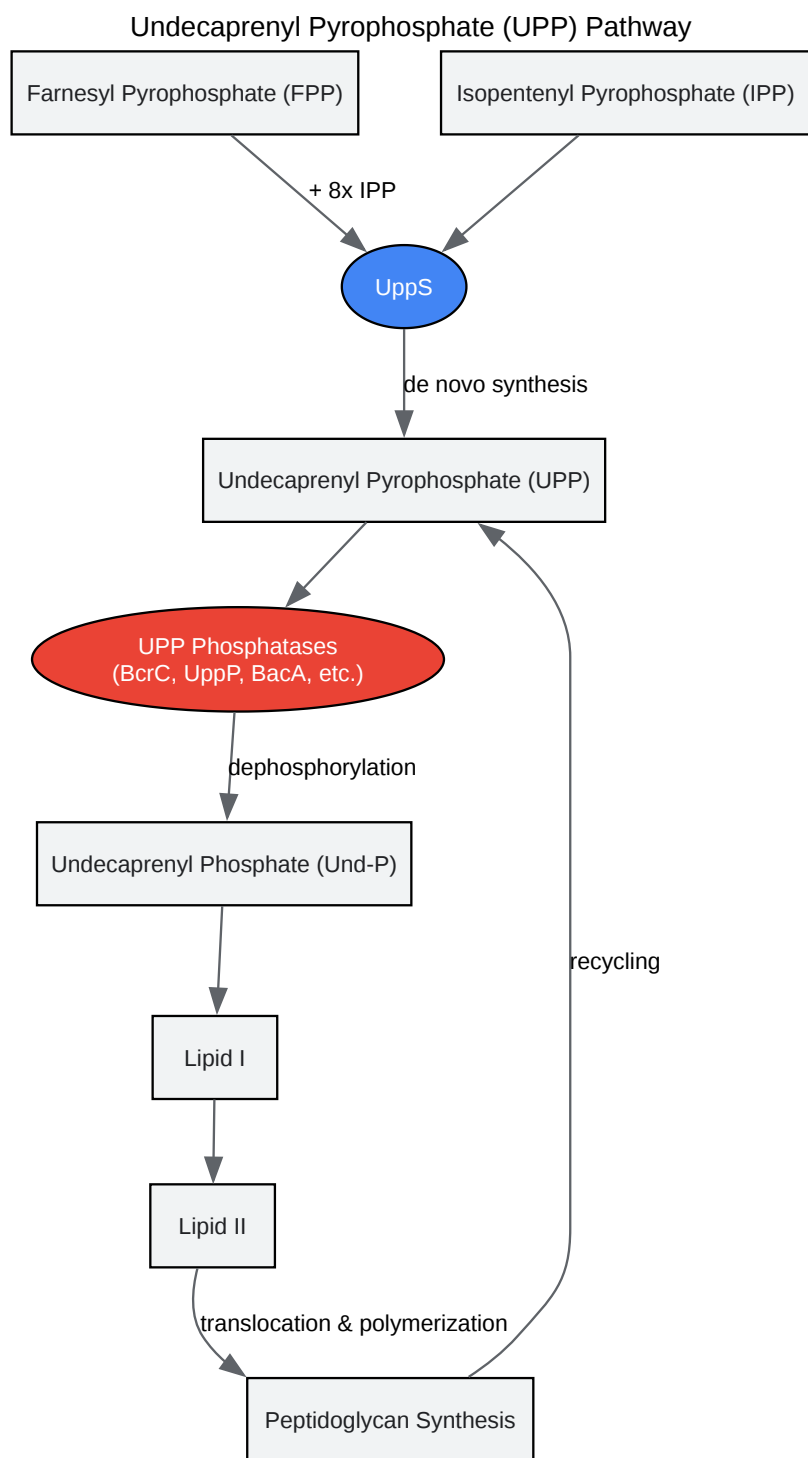 Undecaprenyl Pyrophosphate (UPP) Pathway
Farnesyl Pyrophosphate (FPP)
Isopentenyl Pyrophosphate (IPP)
+ 8x IPP
UppS
de novo synthesis
Undecaprenyl Pyrophosphate (UPP)
UPP Phosphatases
(BcrC, UppP, BacA, etc.)
dephosphorylation
Undecaprenyl Phosphate (Und-P)
recycling
Lipid I
Lipid II
translocation & polymerization
Peptidoglycan Synthesis